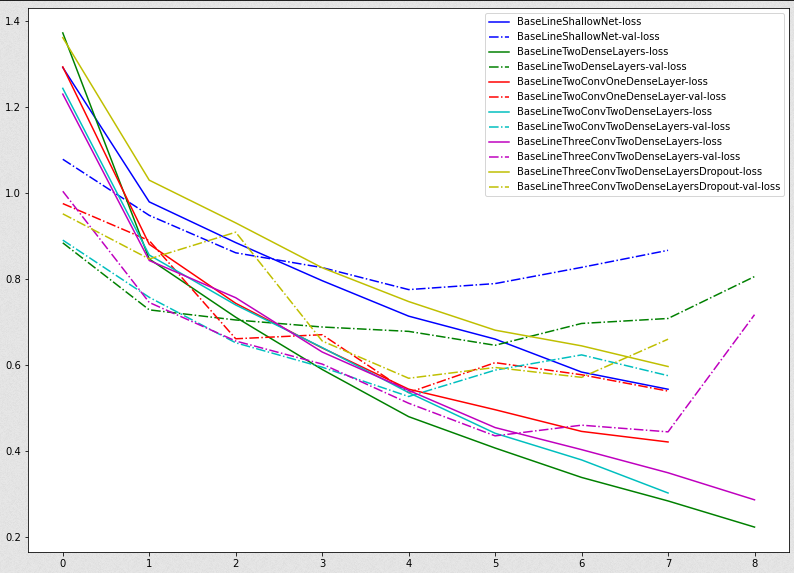 BaseLineShallowNet-loss
BaseLineShallowNet-val-loss
BaseLineTwoDenseLayers-loss
BaseLineTwoDenseLayers-val-loss
BaseLineTwoConvOneDenseLayer-loss
BaseLineTwoConvOneDenseLayer-val-loss
BaseLineTwoConvTwoDenseLayers-loss
BaseLineTwoConvTwoDenseLayers-val-loss
BaseLineThreeConvTwoDenseLayers-loss
BaseLineThreeConvTwoDenseLayers-val-loss
BaseLineThreeConvTwoDenseLayersDropout-loss
BaseLineThreeConvTwoDenseLayersDropout-val-loss
1.4
1.2
1.0
0.8
0.6
0.4
0.2
0 1 2 3 4 5 6 7 8